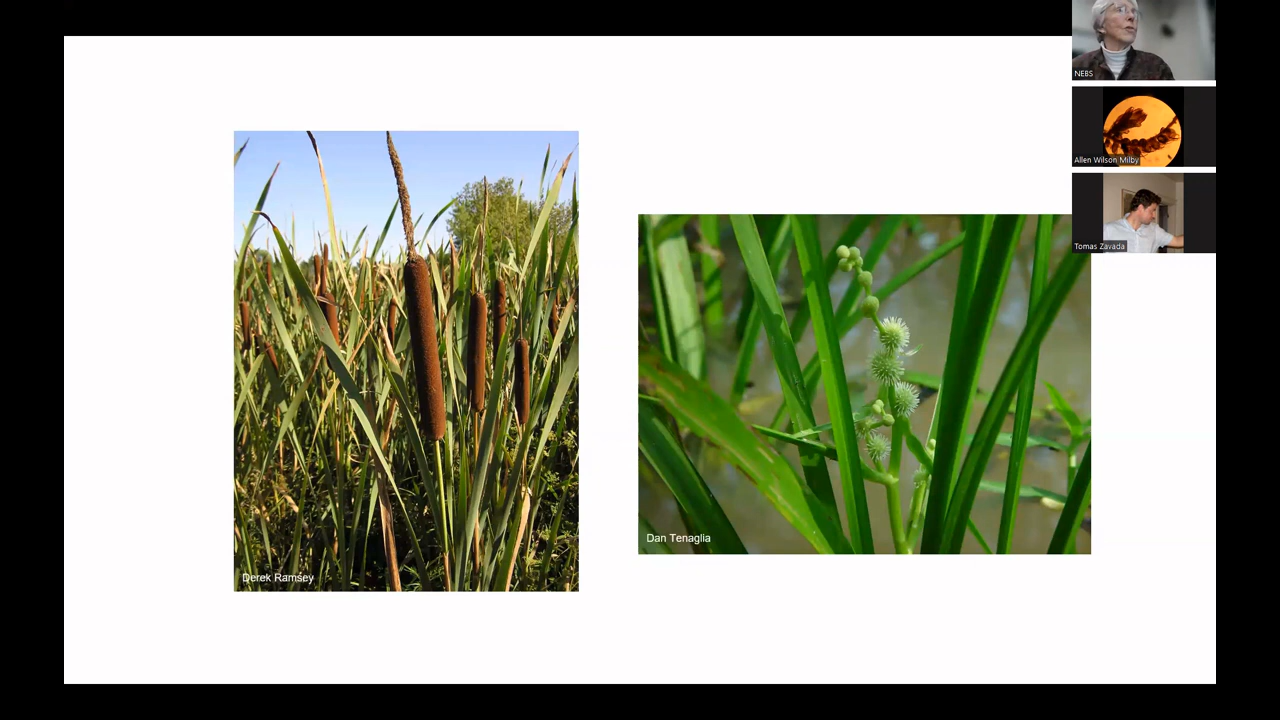 NEBS
Allen Wilson Milby
Tomas Zavada
Dan Tenaglia
Derek Ramsey